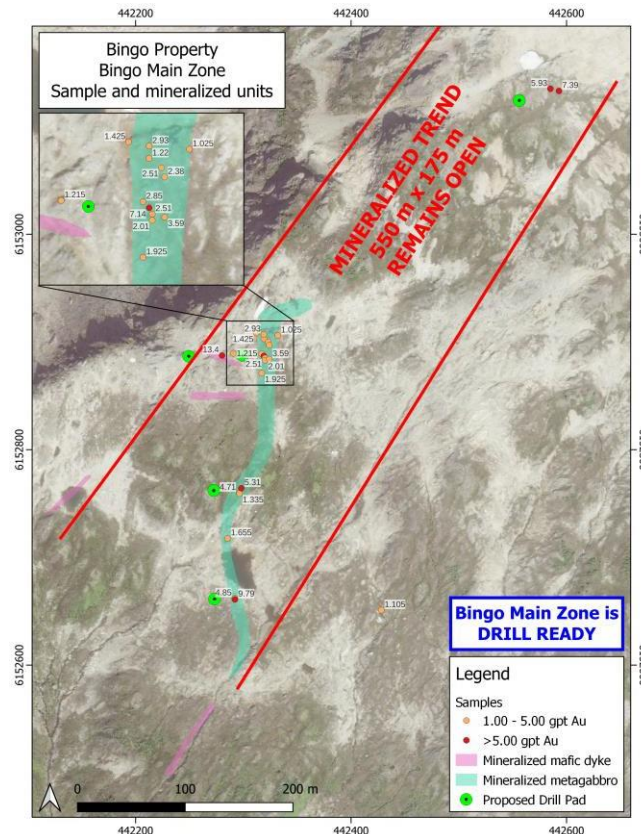 442200
442400
442600
Bingo Property
Bingo Main Zone
Sample and mineralized units
1.425
2.93
1.22
1.025
2.51
2.38
1.215
2.85
2.51
7.14
2.01
3.59
1.925
MINERALIZED TREND
550 m x 175 m
REMAINS OPEN
5.93
7.39
6153000
2.93
1.025
1.425
13.4
1.215
3.59
2.51
2.01
1.925
6152800
4.71
5.31
1.335
1.655
4.85
9.79
1.105
6152600
Bingo Main Zone is
DRILL READY
Legend
Samples
1.00 - 5.00 gpt Au
>5.00 gpt Au
Mineralized mafic dyke
Mineralized metagabbro
Proposed Drill Pad
0
100
200 m
442200
442400
442600